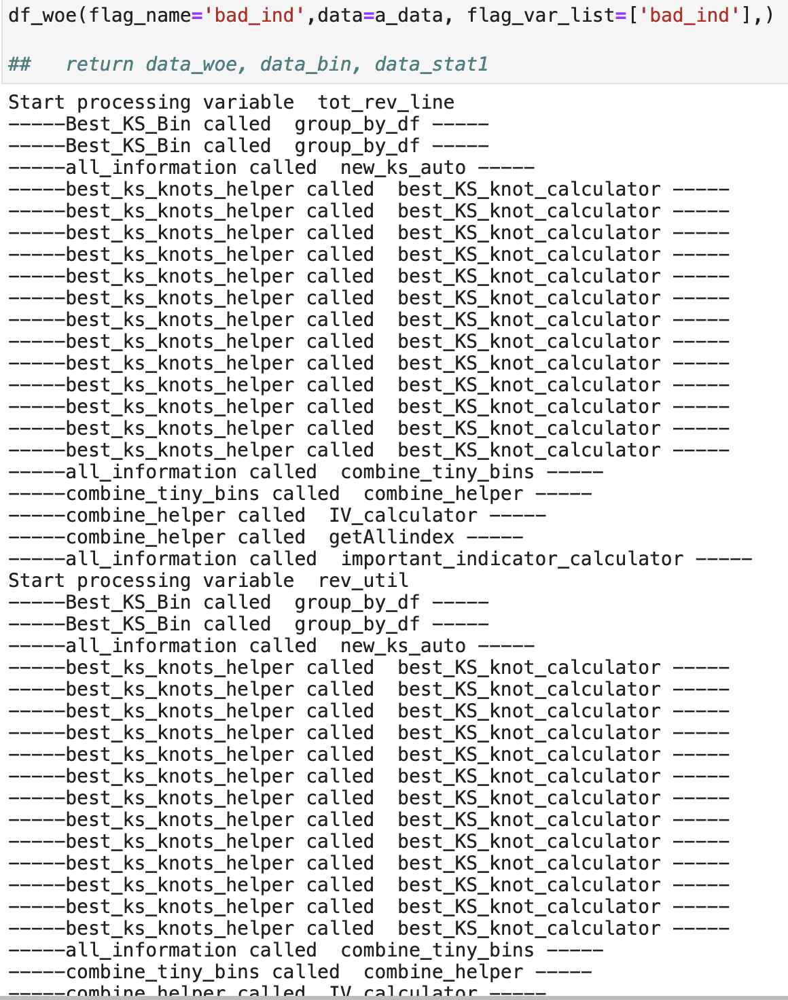 df_woe(flag_name='bad_ind',data=a_data, flag_var_list=['bad_ind'],)
##   return data_woe, data_bin, data_stat1
Start processing variable  tot_rev_line
-----Best_KS_Bin called  group_by_df -----
-----Best_KS_Bin called  group_by_df -----
-----all_information called  new_ks_auto -----
-----best_ks_knots_helper called  best_KS_knot_calculator -----
-----best_ks_knots_helper called  best_KS_knot_calculator -----
-----best_ks_knots_helper called  best_KS_knot_calculator -----
-----best_ks_knots_helper called  best_KS_knot_calculator -----
-----best_ks_knots_helper called  best_KS_knot_calculator -----
-----best_ks_knots_helper called  best_KS_knot_calculator -----
-----best_ks_knots_helper called  best_KS_knot_calculator -----
-----best_ks_knots_helper called  best_KS_knot_calculator -----
-----best_ks_knots_helper called  best_KS_knot_calculator -----
-----best_ks_knots_helper called  best_KS_knot_calculator -----
-----best_ks_knots_helper called  best_KS_knot_calculator -----
-----best_ks_knots_helper called  best_KS_knot_calculator -----
-----best_ks_knots_helper called  best_KS_knot_calculator -----
-----all_information called  combine_tiny_bins -----
-----combine_tiny_bins called  combine_helper -----
-----combine_helper called  IV_calculator -----
-----combine_helper called  getAllindex -----
-----all_information called  important_indicator_calculator -----
Start processing variable  rev_util
-----Best_KS_Bin called  group_by_df -----
-----Best_KS_Bin called  group_by_df -----
-----all_information called  new_ks_auto -----
-----best_ks_knots_helper called  best_KS_knot_calculator -----
-----best_ks_knots_helper called  best_KS_knot_calculator -----
-----best_ks_knots_helper called  best_KS_knot_calculator -----
-----best_ks_knots_helper called  best_KS_knot_calculator -----
-----best_ks_knots_helper called  best_KS_knot_calculator -----
-----best_ks_knots_helper called  best_KS_knot_calculator -----
-----best_ks_knots_helper called  best_KS_knot_calculator -----
-----best_ks_knots_helper called  best_KS_knot_calculator -----
-----best_ks_knots_helper called  best_KS_knot_calculator -----
-----best_ks_knots_helper called  best_KS_knot_calculator -----
-----best_ks_knots_helper called  best_KS_knot_calculator -----
-----best_ks_knots_helper called  best_KS_knot_calculator -----
-----best_ks_knots_helper called  best_KS_knot_calculator -----
-----all_information called  combine_tiny_bins -----
-----combine_tiny_bins called  combine_helper -----
-----combine_helper called  IV_calculator -----